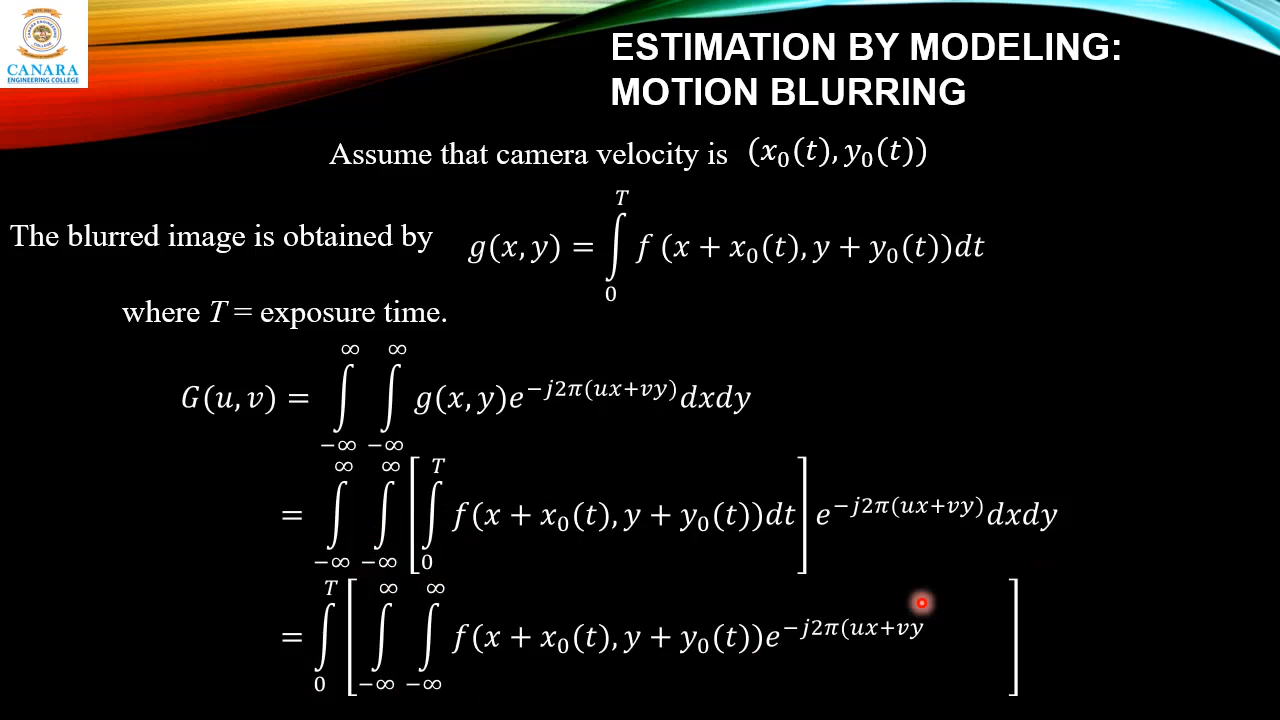 CANARA
ENGINEERING COLLEGE
ESTIMATION BY MODELING:
MOTION BLURRING
Assume that camera velocity is (x₀(t), y₀(t))
The blurred image is obtained by g(x, y) = ∫₀ᵀ f (x + x₀(t), y + y₀(t))dt
where T = exposure time.
G(u, v) = ∫_{-∞}^{∞} ∫_{-∞}^{∞} g(x, y)e^{-j2π(ux+vy)}dxdy
= ∫_{-∞}^{∞} ∫_{-∞}^{∞} [∫₀ᵀ f(x + x₀(t), y + y₀(t))dt] e^{-j2π(ux+vy)}dxdy
= ∫₀ᵀ [∫_{-∞}^{∞} ∫_{-∞}^{∞} f(x + x₀(t), y + y₀(t))e^{-j2π(ux+vy} ]